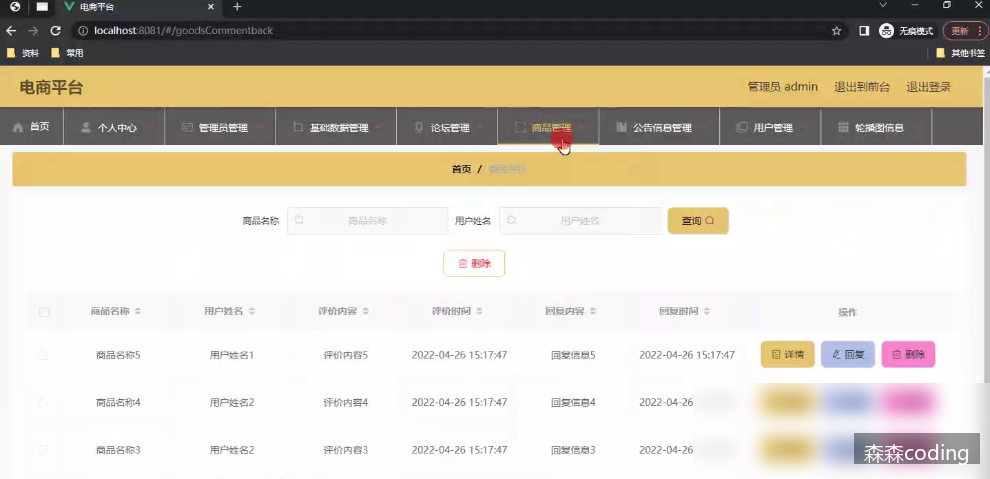 电商平台
localhost:8081/#/goodsCommentback
无痕模式
更新
资料
常用
其他书签
电商平台
管理员 admin
退出到前台
退出登录
首页
个人中心
管理员管理
基础数据管理
论坛管理
商品管理
公告信息管理
用户管理
轮播图信息
首页 / 商品评价
商品名称
商品名称
用户姓名
用户姓名
查询
删除
商品名称 用户姓名 评价内容 评价时间 回复内容 回复时间 操作
商品名称5 用户姓名1 评价内容5 2022-04-26 15:17:47 回复信息5 2022-04-26 15:17:47 详情 回复 删除
商品名称4 用户姓名2 评价内容4 2022-04-26 15:17:47 回复信息4 2022-04-26
商品名称3 用户姓名2 评价内容3 2022-04-26 15:17:47 回复信息3 2022-04-26
森森coding